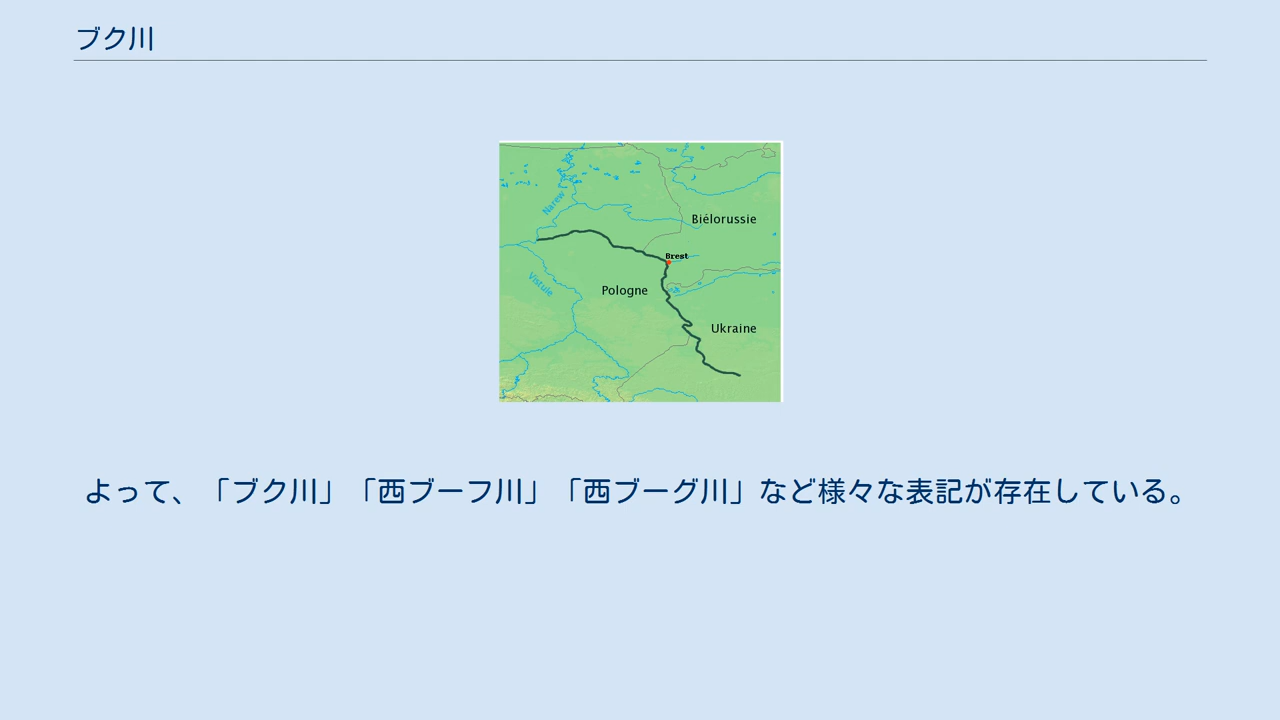 ブク川
Narew
Biélorussie
Brest
Vistule
Pologne
Ukraine
よって、「ブク川」「西ブーフ川」「西ブーグ川」など様々な表記が存在している。